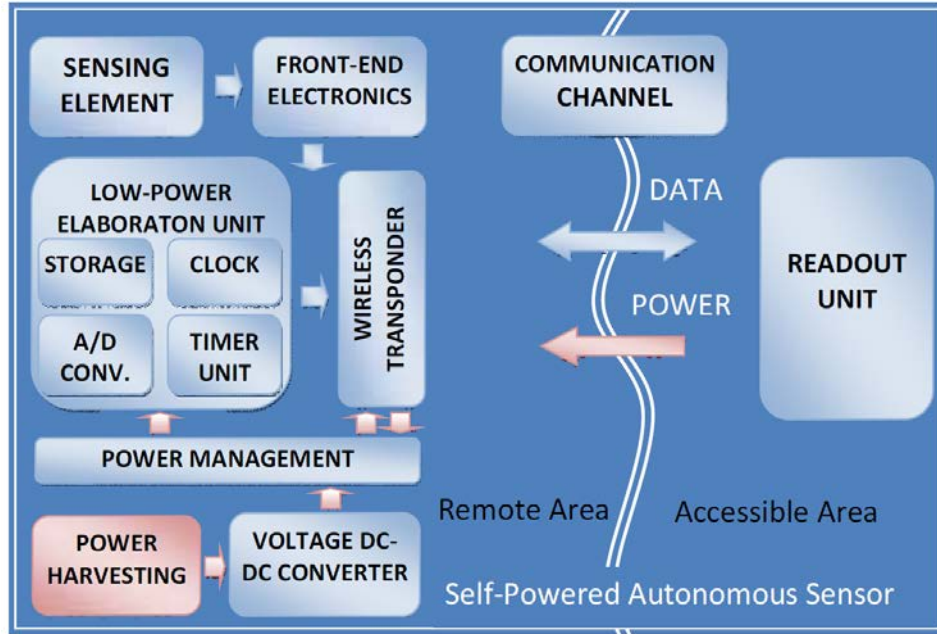 SENSING
ELEMENT
FRONT-END
ELECTRONICS
COMMUNICATION
CHANNEL
LOW-POWER
ELABORATON UNIT
STORAGE
CLOCK
A/D
CONV.
TIMER
UNIT
WIRELESS
TRANSPONDER
DATA
POWER
READOUT
UNIT
POWER MANAGEMENT
POWER
HARVESTING
VOLTAGE DC-
DC CONVERTER
Remote Area
Accessible Area
Self-Powered Autonomous Sensor